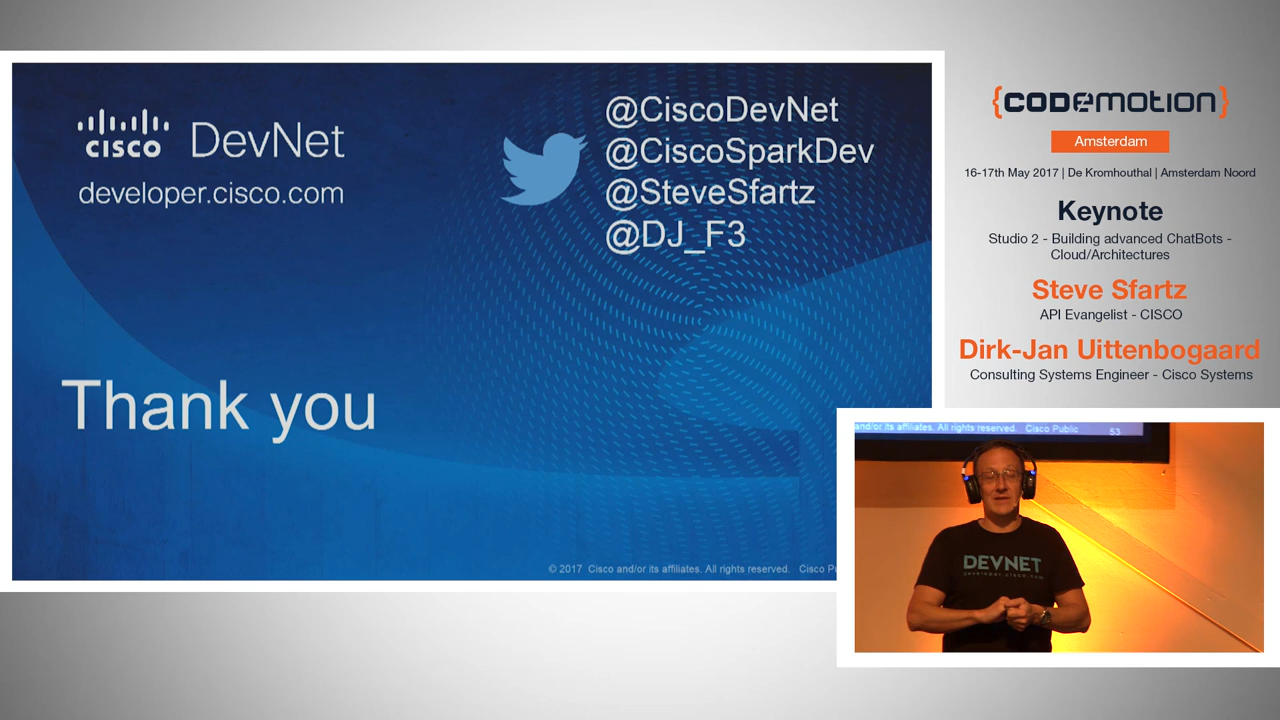 cisco DevNet
developer.cisco.com
@CiscoDevNet
@CiscoSparkDev
@SteveSfartz
@DJ_F3
Thank you
© 2017 Cisco and/or its affiliates. All rights reserved. Cisco Pu
{CODEMOTION}
Amsterdam
16-17th May 2017 | De Kromhouthal | Amsterdam Noord
Keynote
Studio 2 - Building advanced ChatBots -
Cloud/Architectures
Steve Sfartz
API Evangelist - CISCO
Dirk-Jan Uittenbogaard
Consulting Systems Engineer - Cisco Systems
and/or its affiliates. All rights reserved. Cisco Public 53
DEVNET
developer.cisco.com